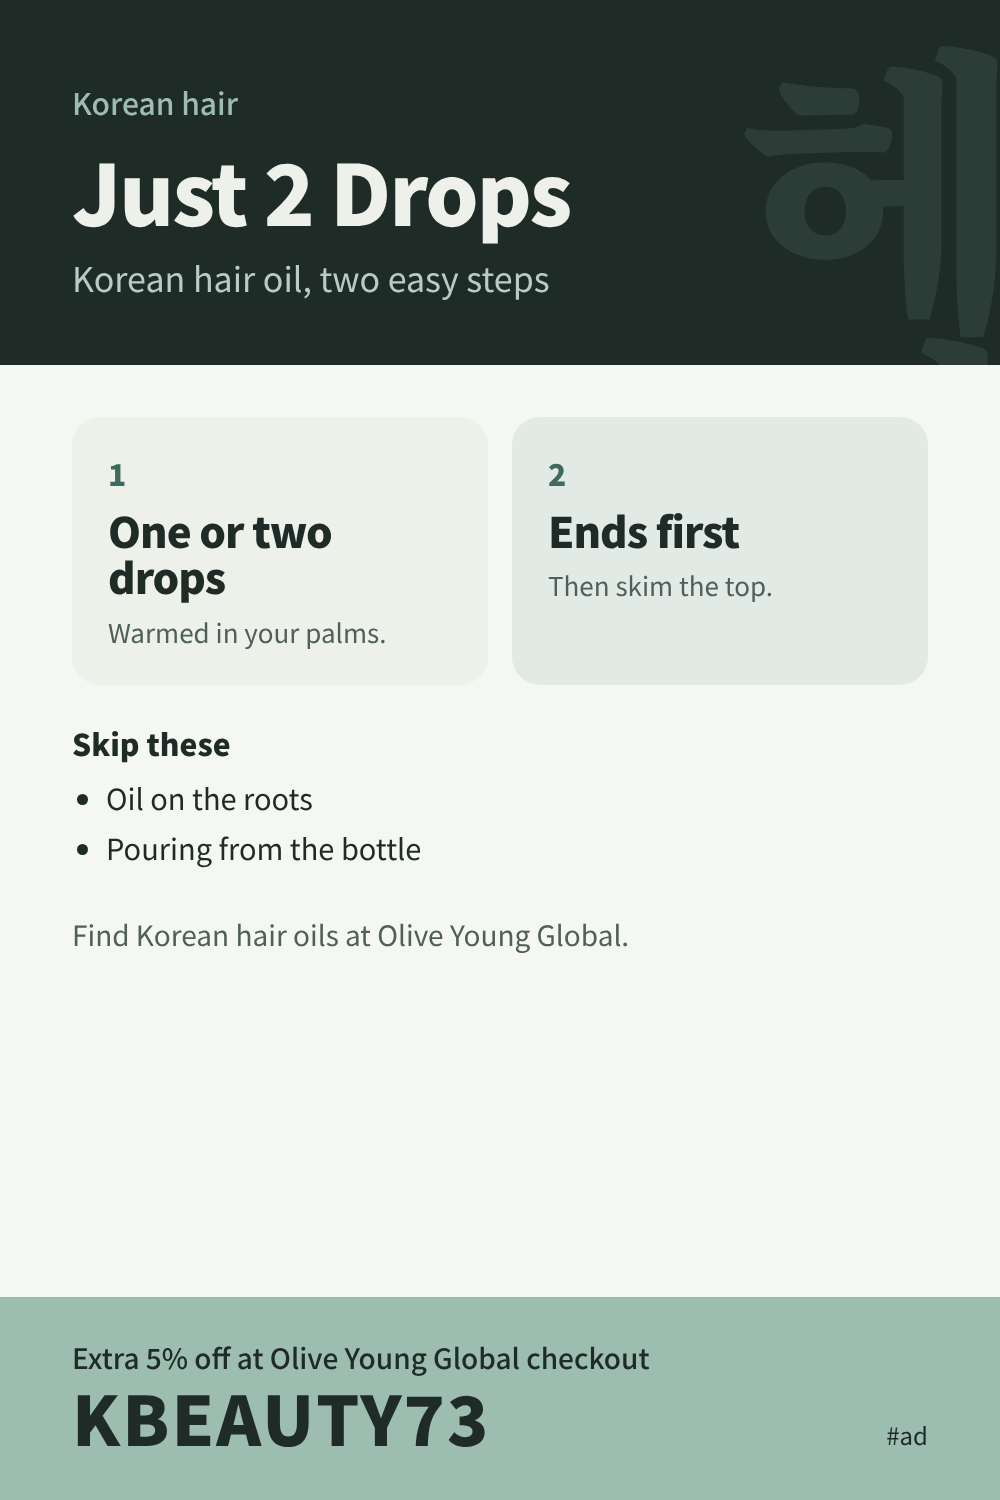 Korean hair
Just 2 Drops
Korean hair oil, two easy steps
1
One or two
drops
Warmed in your palms.
2
Ends first
Then skim the top.
Skip these
• Oil on the roots
• Pouring from the bottle
Find Korean hair oils at Olive Young Global.
Extra 5% off at Olive Young Global checkout
KBEAUTY73
#ad